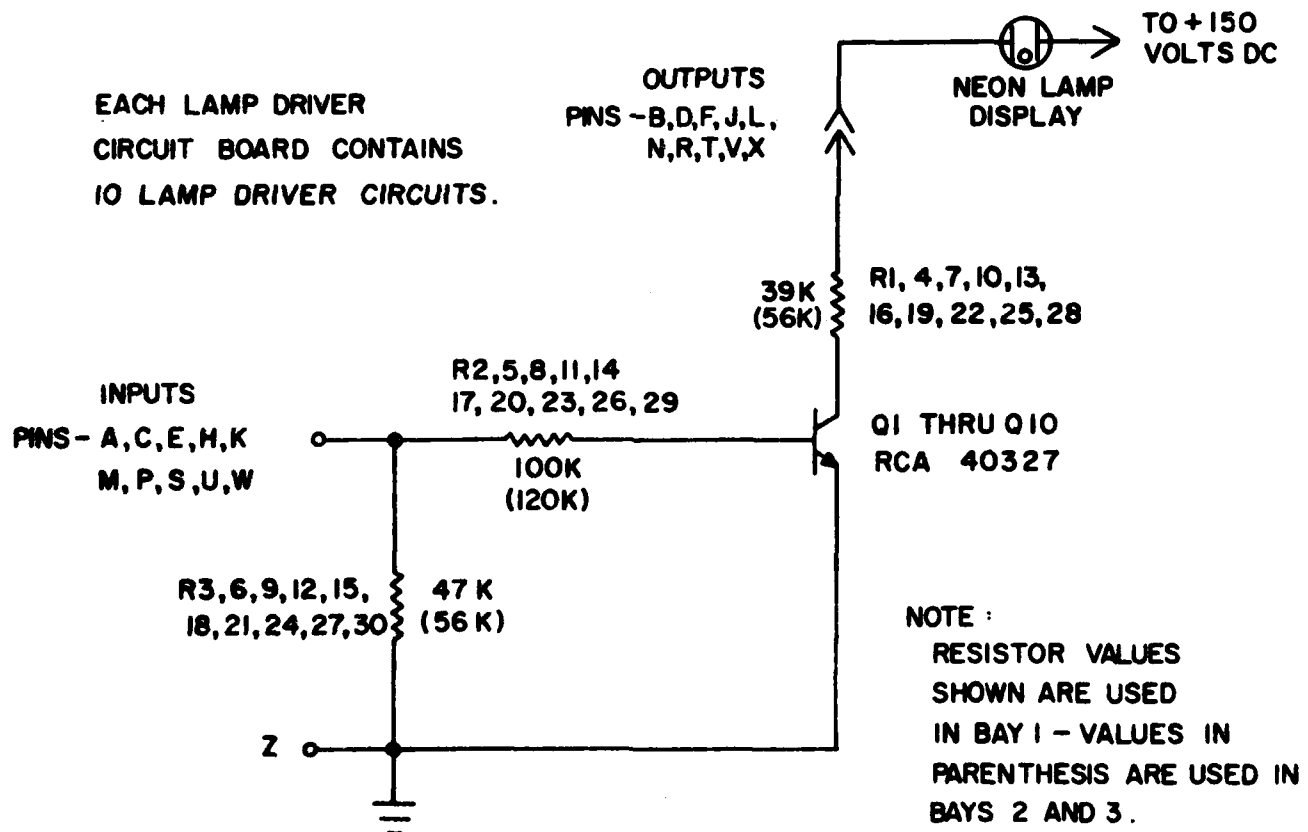 TO +150
VOLTS DC
NEON LAMP
DISPLAY
OUTPUTS
PINS - B,D,F,J,L,
N,R,T,V,X
EACH LAMP DRIVER
CIRCUIT BOARD CONTAINS
10 LAMP DRIVER CIRCUITS.
39K
(56K)
R1, 4,7,10,13,
16,19,22,25,28
R2,5,8,11,14
17, 20, 23, 26, 29
100K
(120K)
INPUTS
PINS - A,C,E,H,K
M,P,S,U,W
Q1 THRU Q10
RCA 40327
R3,6,9,12,15,
18,21,24,27,30
47 K
(56 K)
Z
NOTE :
RESISTOR VALUES
SHOWN ARE USED
IN BAY 1 - VALUES IN
PARENTHESIS ARE USED IN
BAYS 2 AND 3.